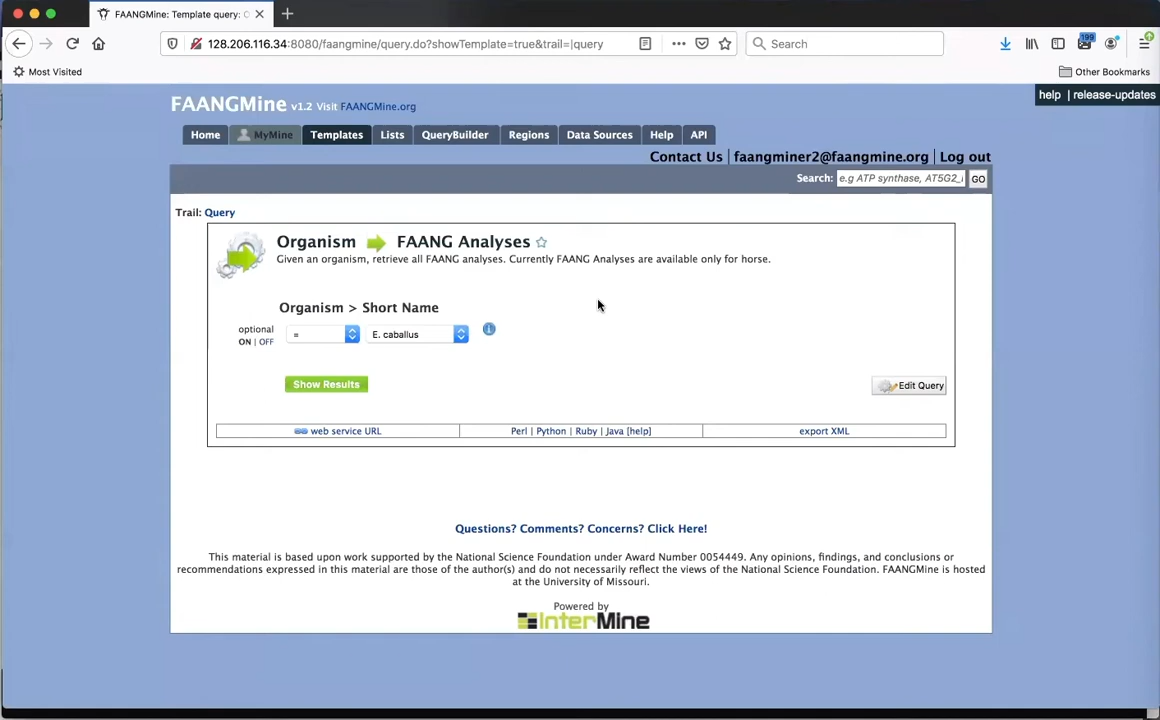 FAANGMine: Template query: O
128.206.116.34:8080/faangmine/query.do?showTemplate=true&trail=|query
Search
199
Most Visited
Other Bookmarks
help | release-updates
FAANGMine v1.2 Visit FAANGMine.org
Home MyMine Templates Lists QueryBuilder Regions Data Sources Help API
Contact Us | faangminer2@faangmine.org | Log out
Search: e.g ATP synthase, AT5G2_ GO
Trail: Query
Organism FAANG Analyses
Given an organism, retrieve all FAANG analyses. Currently FAANG Analyses are available only for horse.
Organism > Short Name
optional
ON | OFF
= E. caballus i
Show Results
Edit Query
web service URL
Perl | Python | Ruby | Java [help]
export XML
Questions? Comments? Concerns? Click Here!
This material is based upon work supported by the National Science Foundation under Award Number 0054449. Any opinions, findings, and conclusions or
recommendations expressed in this material are those of the author(s) and do not necessarily reflect the views of the National Science Foundation. FAANGMine is hosted
at the University of Missouri.
Powered by
InterMine